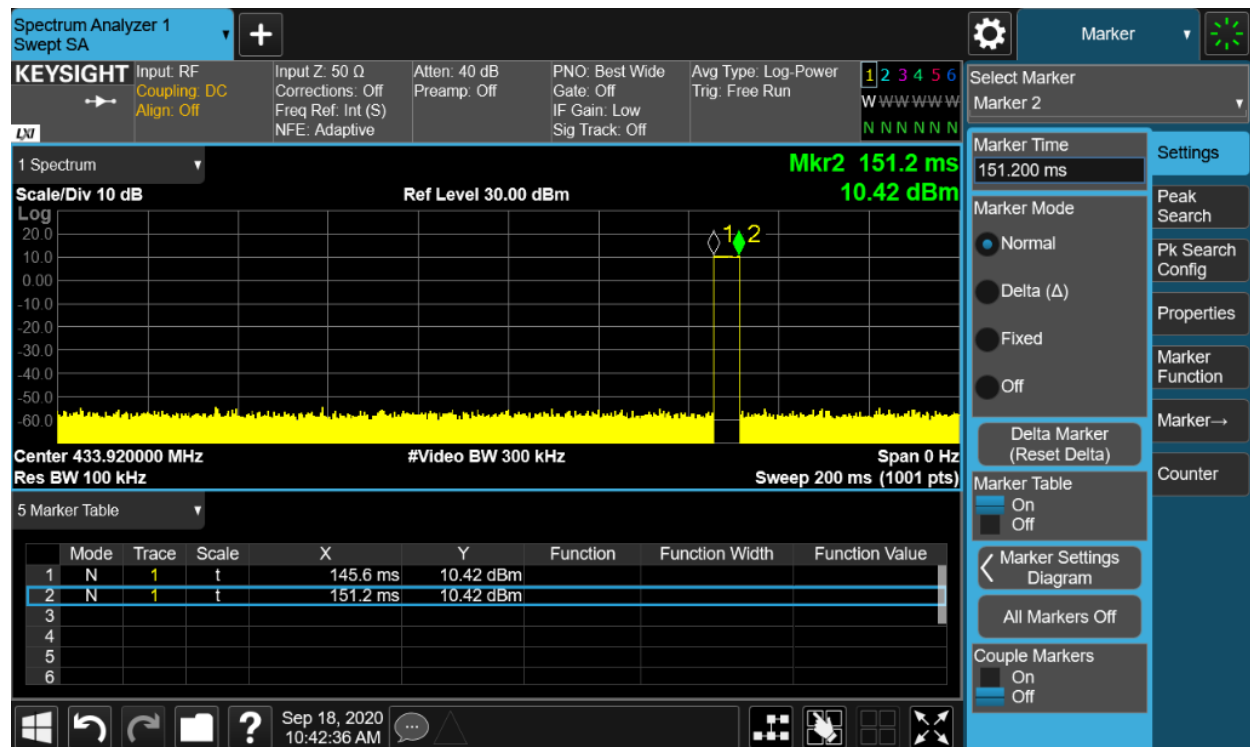 Spectrum Analyzer 1
Swept SA
+
Marker
KEYSIGHT
LXI
Input: RF
Coupling: DC
Align: Off
Input Z: 50 Ω
Corrections: Off
Freq Ref: Int (S)
NFE: Adaptive
Atten: 40 dB
Preamp: Off
PNO: Best Wide
Gate: Off
IF Gain: Low
Sig Track: Off
Avg Type: Log-Power
Trig: Free Run
1 2 3 4 5 6
W W W W W W
N N N N N N
1 Spectrum
Mkr2 151.2 ms
Scale/Div 10 dB
Ref Level 30.00 dBm
10.42 dBm
Log
20.0
10.0
0.00
-10.0
-20.0
-30.0
-40.0
-50.0
-60.0
1 2
Center 433.920000 MHz
#Video BW 300 kHz
Span 0 Hz
Res BW 100 kHz
Sweep 200 ms (1001 pts)
5 Marker Table
Mode Trace Scale X Y Function Function Width Function Value
1 N 1 t 145.6 ms 10.42 dBm
2 N 1 t 151.2 ms 10.42 dBm
3
4
5
6
?
Sep 18, 2020
10:42:36 AM
Select Marker
Marker 2
Marker Time
151.200 ms
Marker Mode
Normal
Delta (Δ)
Fixed
Off
Delta Marker
(Reset Delta)
Marker Table
On
Off
Marker Settings
Diagram
All Markers Off
Couple Markers
On
Off
Settings
Peak
Search
Pk Search
Config
Properties
Marker
Function
Marker→
Counter